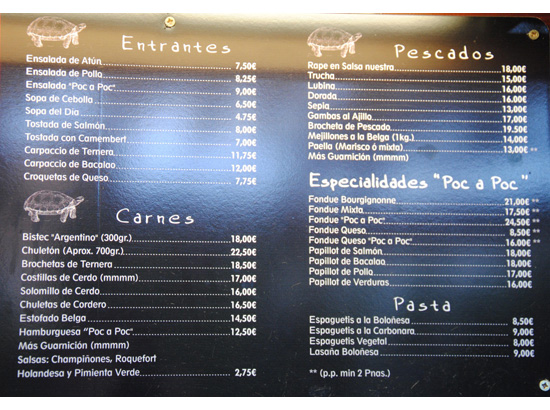 Entrantes
Ensalada de Atún 7,50€
Ensalada de Pollo 8,25€
Ensalada "Poc a Poc" 9,00€
Sopa de Cebolla 6,50€
Sopa del Día 4.75€
Tostada de Salmón 8,00€
Tostada con Camembert 7,00€
Carpaccio de Ternera 11,75€
Carpaccio de Bacalao 12,00€
Croquetas de Queso 7,75€
Carnes
Bistec "Argentino" (300gr.) 18,00€
Chuletón (Aprox. 700gr.) 22,50€
Brochetas de Ternera 18,50€
Costillas de Cerdo (mmmm) 17,00€
Solomillo de Cerdo 16,00€
Chuletas de Cordero 16,50€
Estofado Belga 14,50€
Hamburguesa "Poc a Poc" 12,50€
Más Guarnición (mmmm)
Salsas: Champiñones, Roquefort
Holandesa y Pimienta Verde 2,75€
Pescados
Rape en Salsa nuestra 18,00€
Trucha 15,00€
Lubina 16,00€
Dorada 16,00€
Sepia 13,00€
Gambas al Ajillo 17,00€
Brocheta de Pescado 19.50€
Mejillones a la Belga (1kg.) 14,00€
Paella (Marisco ó mixta) 13,00€ **
Más Guarnición (mmmm)
Especialidades "Poc a Poc"
Fondue Bourgignonne 21,00€ **
Fondue Mixta 17,50€ **
Fondue "Poc a Poc" 24,50€ **
Fondue Queso 8,50€ **
Fondue Queso "Poc a Poc" 16,00€ **
Papillot de Salmón 18,00€
Papillot de Bacalao 18,00€
Papillot de Pollo 17,00€
Papillot de Verduras 16,00€
Pasta
Espaguetis a la Boloñesa 8,50€
Espaguetis a la Carbonara 9,00€
Espaguetis Vegetal 8,00€
Lasaña Boloñesa 9,00€
** (p.p. min 2 Pnas.)